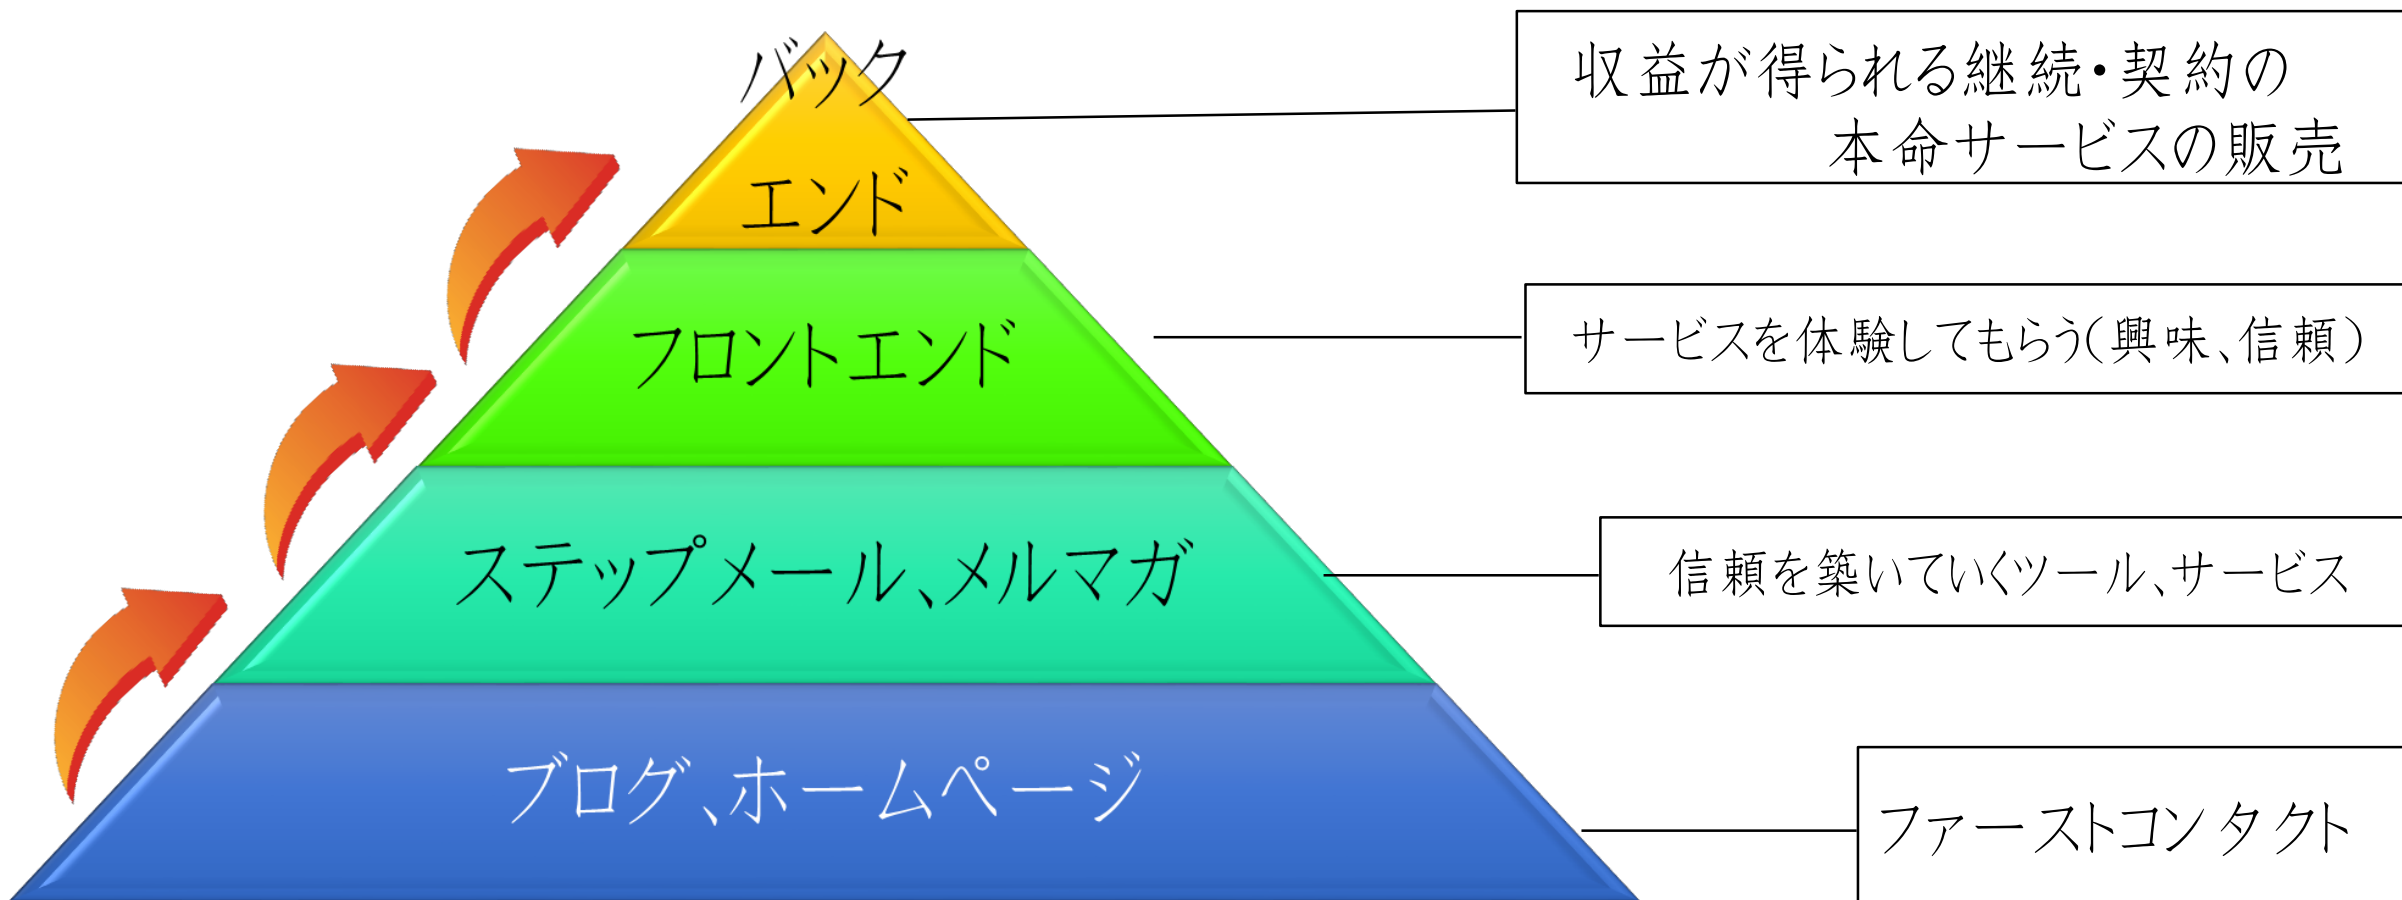 バック
エンド
収益が得られる継続・契約の
本命サービスの販売
フロントエンド
サービスを体験してもらう(興味、信頼)
ステップメール、メルマガ
信頼を築いていくツール、サービス
ブログ、ホームページ
ファーストコンタクト